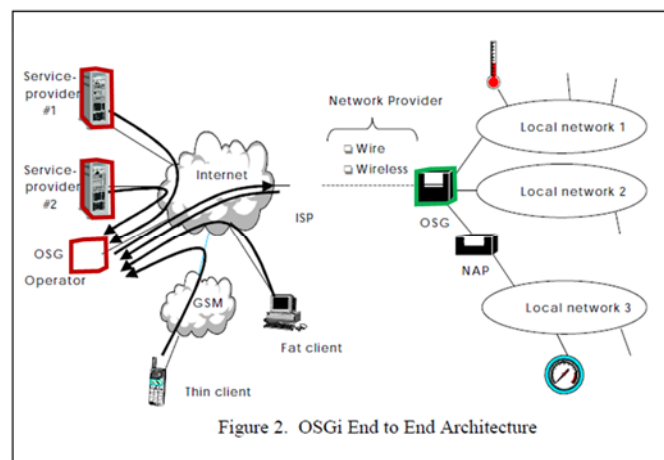 Service-
provider
#1
Service-
provider
#2
OSG
Operator
Internet
GSM
Thin client
Fat client
ISP
Network Provider
❑ Wire
❑ Wireless
OSG
NAP
Local network 1
Local network 2
Local network 3
Figure 2. OSGi End to End Architecture